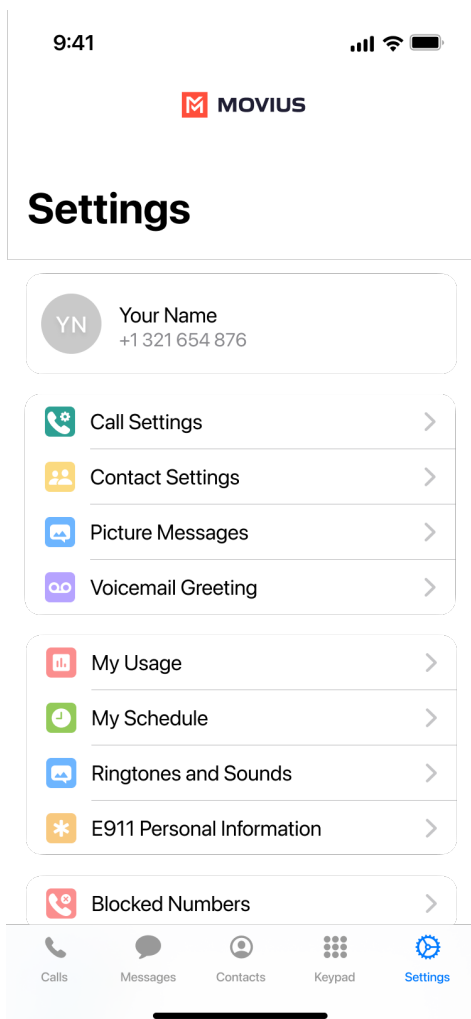 9:41
MOVIUS
Settings
YN
Your Name
+1 321 654 876
Call Settings
Contact Settings
Picture Messages
Voicemail Greeting
My Usage
My Schedule
Ringtones and Sounds
E911 Personal Information
Blocked Numbers
Calls
Messages
Contacts
Keypad
Settings